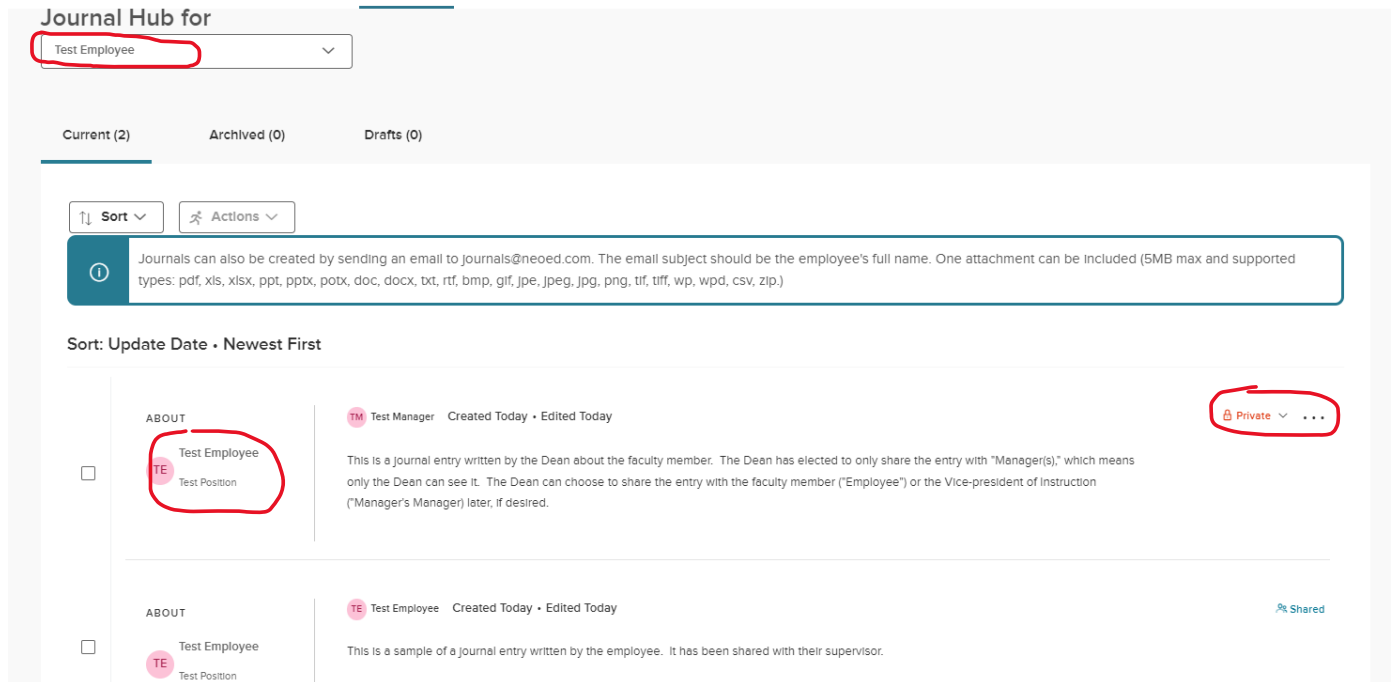 Journal Hub for
Test Employee
Current (2) Archived (0) Drafts (0)
Sort Actions
Journals can also be created by sending an email to journals@neoed.com. The email subject should be the employee's full name. One attachment can be included (5MB max and supported
types: pdf, xls, xlsx, ppt, pptx, potx, doc, docx, txt, rtf, bmp, gif, jpe, jpeg, jpg, png, tif, tiff, wp, wpd, csv, zip.)
Sort: Update Date • Newest First
ABOUT
TE Test Employee
Test Position
TM Test Manager Created Today • Edited Today
Private
This is a journal entry written by the Dean about the faculty member. The Dean has elected to only share the entry with "Manager(s)," which means
only the Dean can see it. The Dean can choose to share the entry with the faculty member ("Employee") or the Vice-president of Instruction
("Manager's Manager) later, if desired.
ABOUT
TE Test Employee
Test Position
TE Test Employee Created Today • Edited Today
Shared
This is a sample of a journal entry written by the employee. It has been shared with their supervisor.